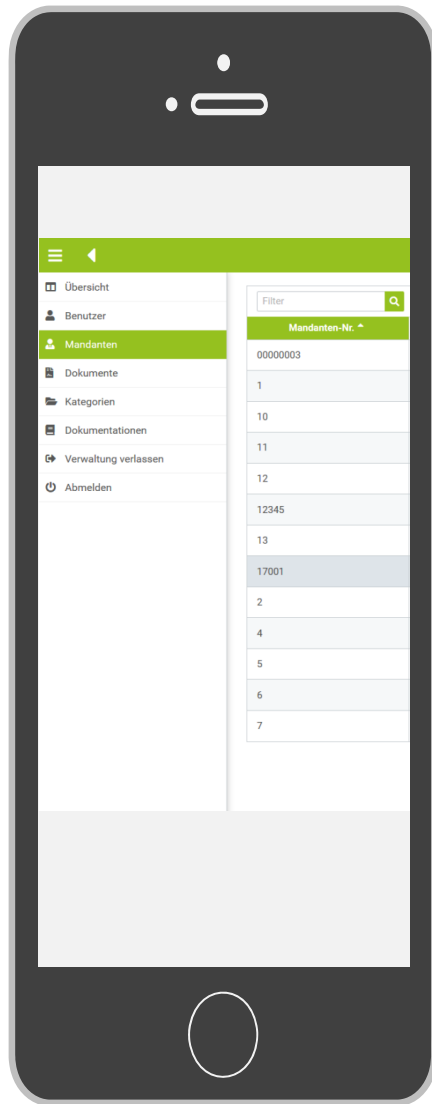 Übersicht
Benutzer
Mandanten
Dokumente
Kategorien
Dokumentationen
Verwaltung verlassen
Abmelden
Filter
Mandanten-Nr.
00000003
1
10
11
12
12345
13
17001
2
4
5
6
7